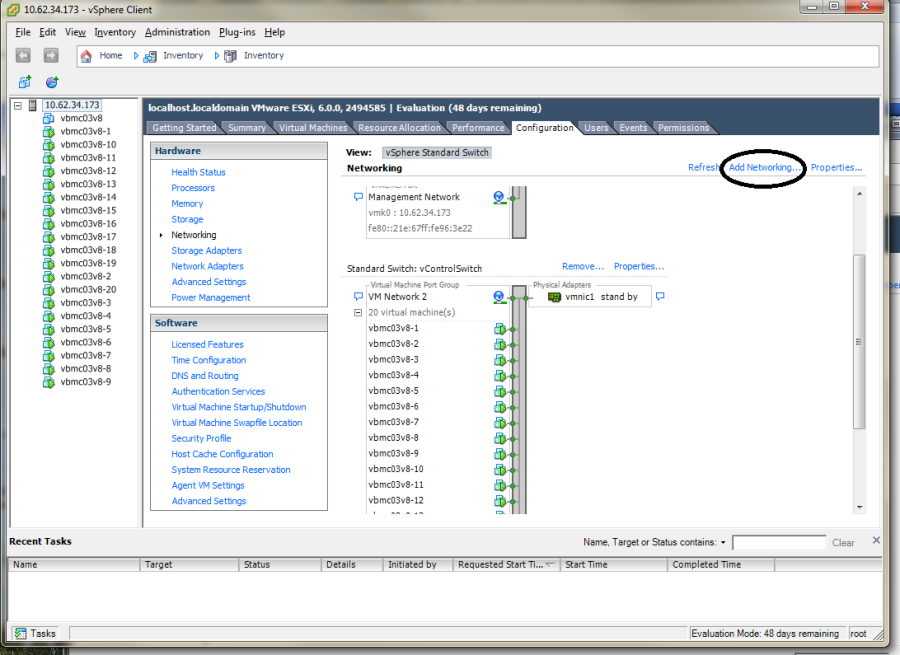 10.62.34.173 - vSphere Client
File Edit View Inventory Administration Plug-ins Help
Home Inventory Inventory
10.62.34.173
vbmc03v8
vbmc03v8-1
vbmc03v8-10
vbmc03v8-11
vbmc03v8-12
vbmc03v8-13
vbmc03v8-14
vbmc03v8-15
vbmc03v8-16
vbmc03v8-17
vbmc03v8-18
vbmc03v8-19
vbmc03v8-2
vbmc03v8-20
vbmc03v8-3
vbmc03v8-4
vbmc03v8-5
vbmc03v8-6
vbmc03v8-7
vbmc03v8-8
vbmc03v8-9
localhost.localdomain VMware ESXi, 6.0.0, 2494585 | Evaluation (48 days remaining)
Getting Started Summary Virtual Machines Resource Allocation Performance Configuration Users Events Permissions
Hardware
Health Status
Processors
Memory
Storage
Networking
Storage Adapters
Network Adapters
Advanced Settings
Power Management
Software
Licensed Features
Time Configuration
DNS and Routing
Authentication Services
Virtual Machine Startup/Shutdown
Virtual Machine Swapfile Location
Security Profile
Host Cache Configuration
System Resource Reservation
Agent VM Settings
Advanced Settings
View: vSphere Standard Switch
Networking
Refresh Add Networking... Properties...
Management Network
vmk0 : 10.62.34.173
fe80::21e:67ff:fe96:3e22
Standard Switch: vControlSwitch Remove... Properties...
Virtual Machine Port Group Physical Adapters
VM Network 2 vmnic1 stand by
20 virtual machine(s)
vbmc03v8-1
vbmc03v8-2
vbmc03v8-3
vbmc03v8-4
vbmc03v8-5
vbmc03v8-6
vbmc03v8-7
vbmc03v8-8
vbmc03v8-9
vbmc03v8-10
vbmc03v8-11
vbmc03v8-12
Recent Tasks
Name, Target or Status contains: Clear
Name Target Status Details Initiated by Requested Start Ti... Start Time Completed Time
Tasks Evaluation Mode: 48 days remaining root